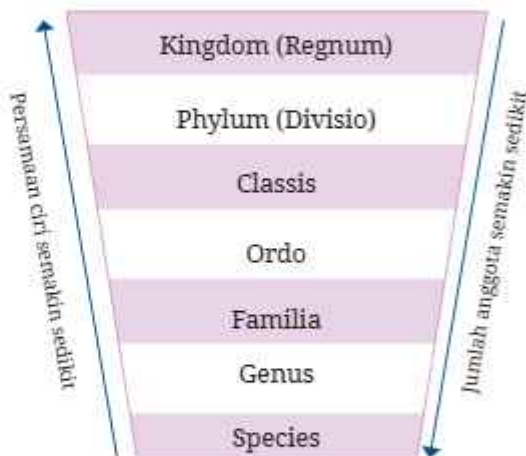 Kingdom (Regnum)
Phylum (Divisio)
Classis
Ordo
Familia
Genus
Species
Persamaan ciri semakin sedikit
Jumlah anggota semakin sedikit